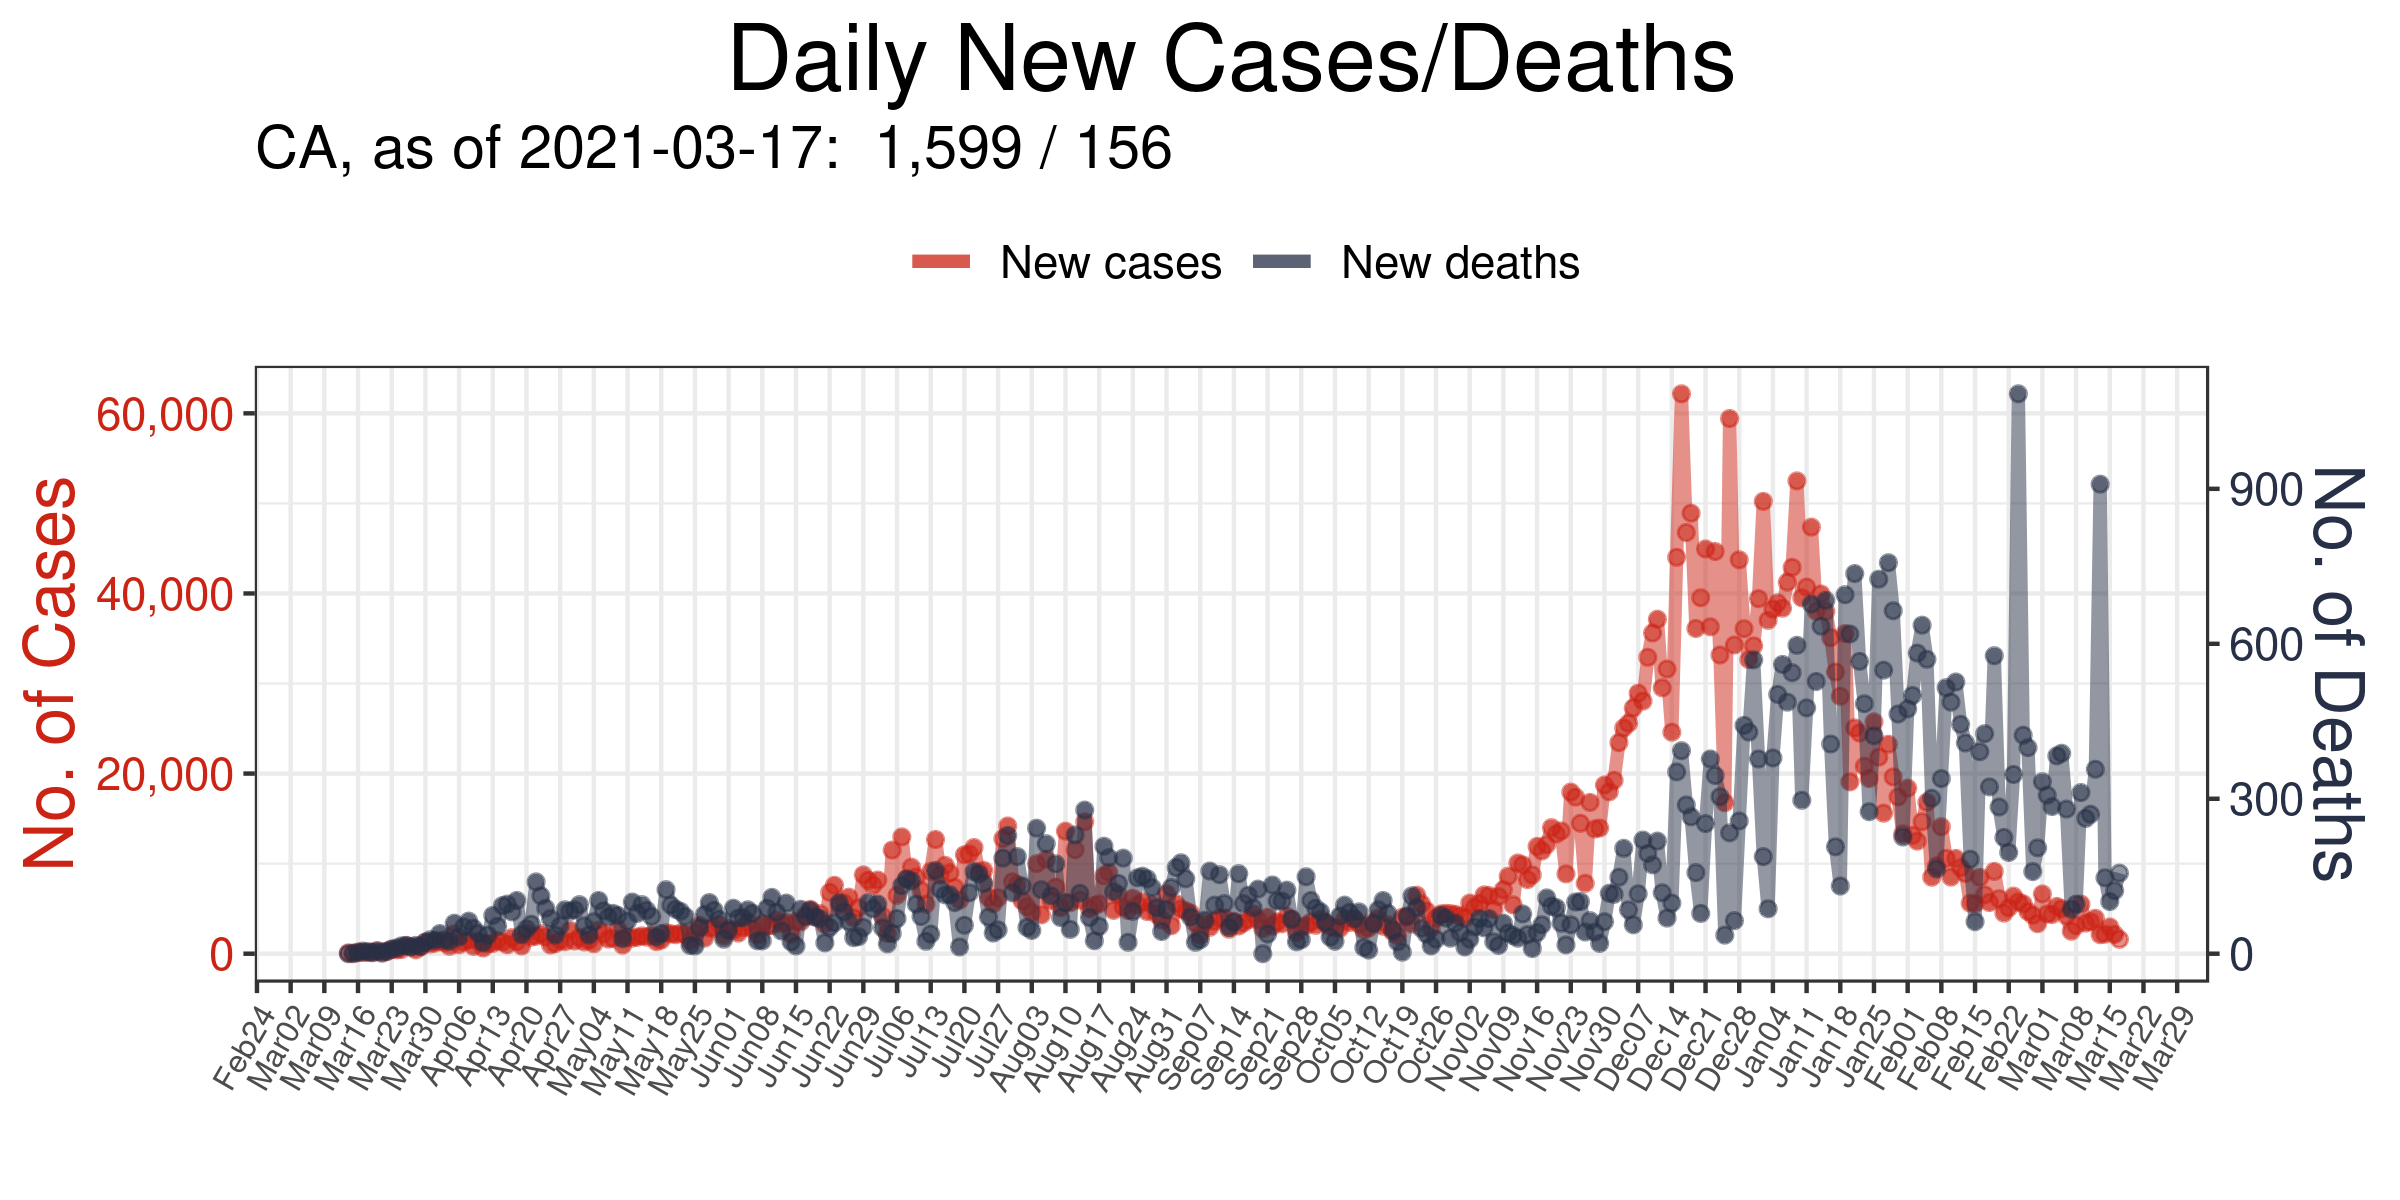 Daily New Cases/Deaths
CA, as of 2021-03-17:  1,599 / 156
New cases
New deaths
No. of Cases
60,000
40,000
20,000
0
No. of Deaths
900
600
300
0
Feb24
Mar02
Mar09
Mar16
Mar23
Mar30
Apr06
Apr13
Apr20
Apr27
May04
May11
May18
May25
Jun01
Jun08
Jun15
Jun22
Jun29
Jul06
Jul13
Jul20
Jul27
Aug03
Aug10
Aug17
Aug24
Aug31
Sep07
Sep14
Sep21
Sep28
Oct05
Oct12
Oct19
Oct26
Nov02
Nov09
Nov16
Nov23
Nov30
Dec07
Dec14
Dec21
Dec28
Jan04
Jan11
Jan18
Jan25
Feb01
Feb08
Feb15
Feb22
Mar01
Mar08
Mar15
Mar22
Mar29